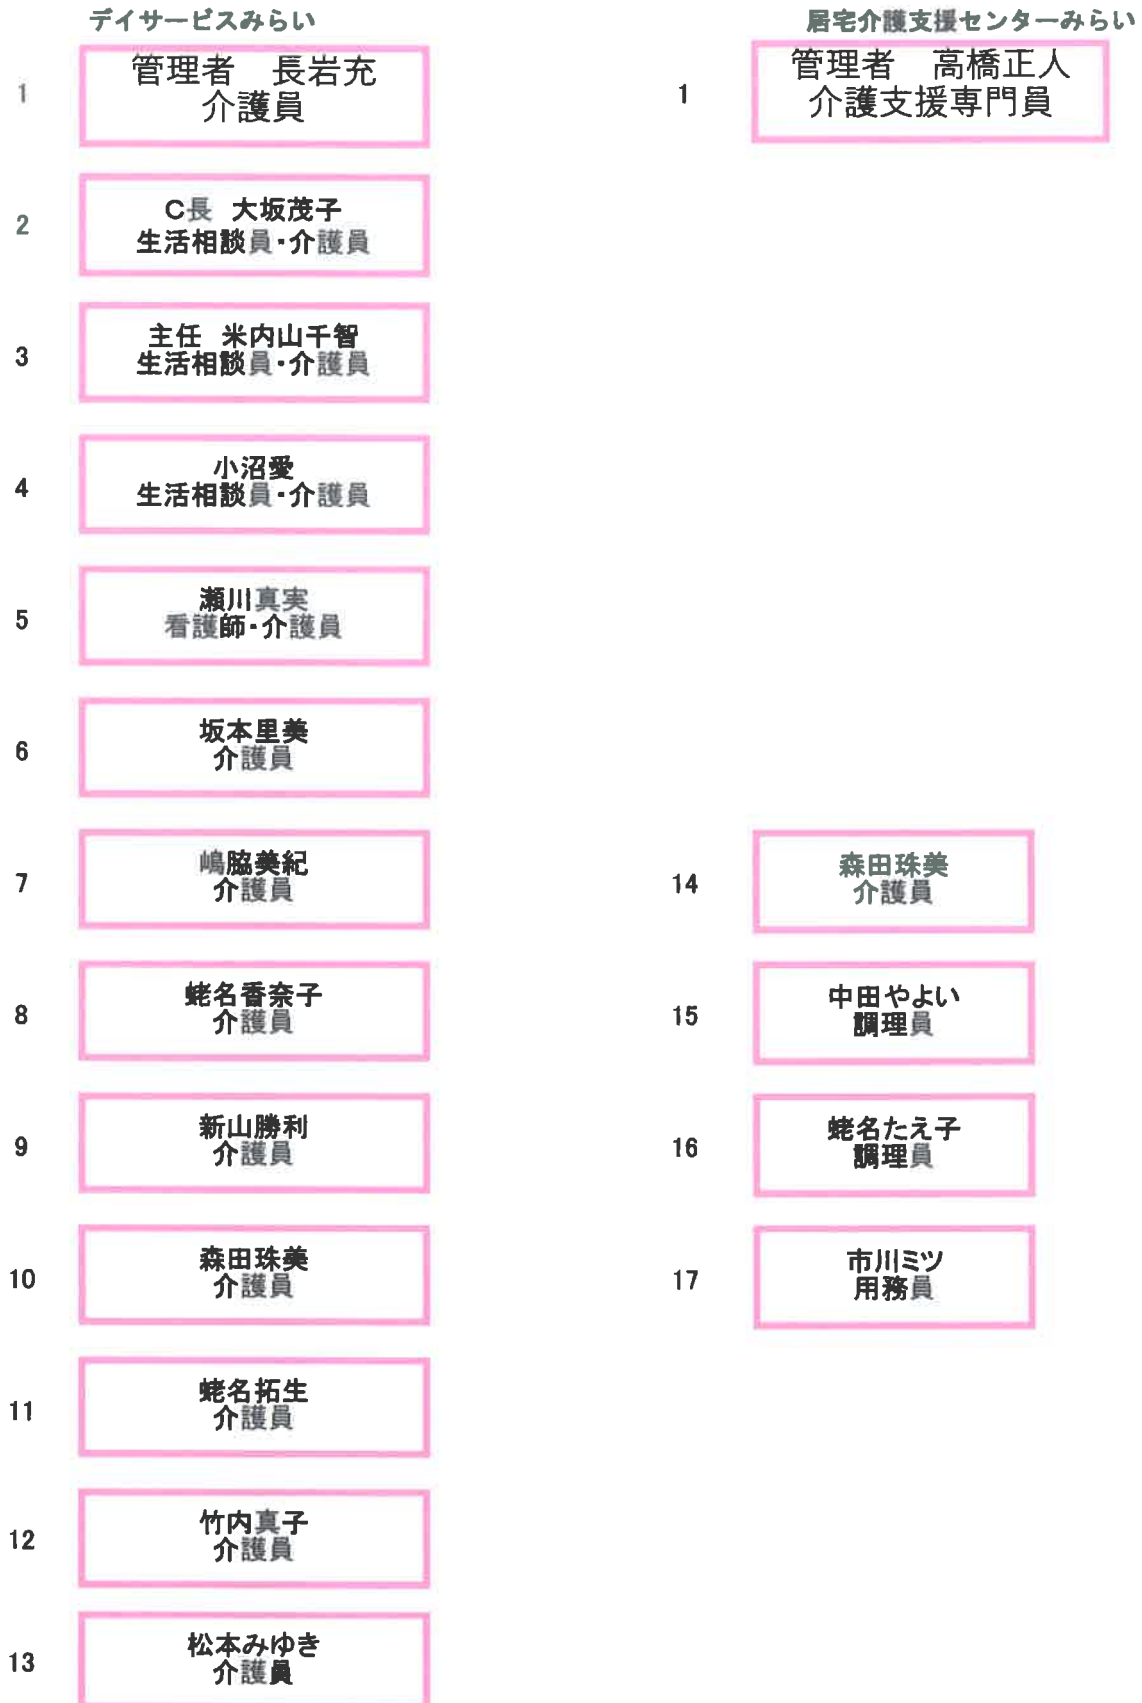 デイサービスみらい
1
管理者　長岩充
介護員
2
C長　大坂茂子
生活相談員・介護員
3
主任　米内山千智
生活相談員・介護員
4
小沼愛
生活相談員・介護員
5
瀬川真実
看護師・介護員
6
坂本里美
介護員
7
嶋脇美紀
介護員
8
蛯名香奈子
介護員
9
新山勝利
介護員
10
森田珠美
介護員
11
蛯名拓生
介護員
12
竹内真子
介護員
13
松本みゆき
介護員
居宅介護支援センターみらい
1
管理者　高橋正人
介護支援専門員
14
森田珠美
介護員
15
中田やよい
調理員
16
蛯名たえ子
調理員
17
市川ミツ
用務員